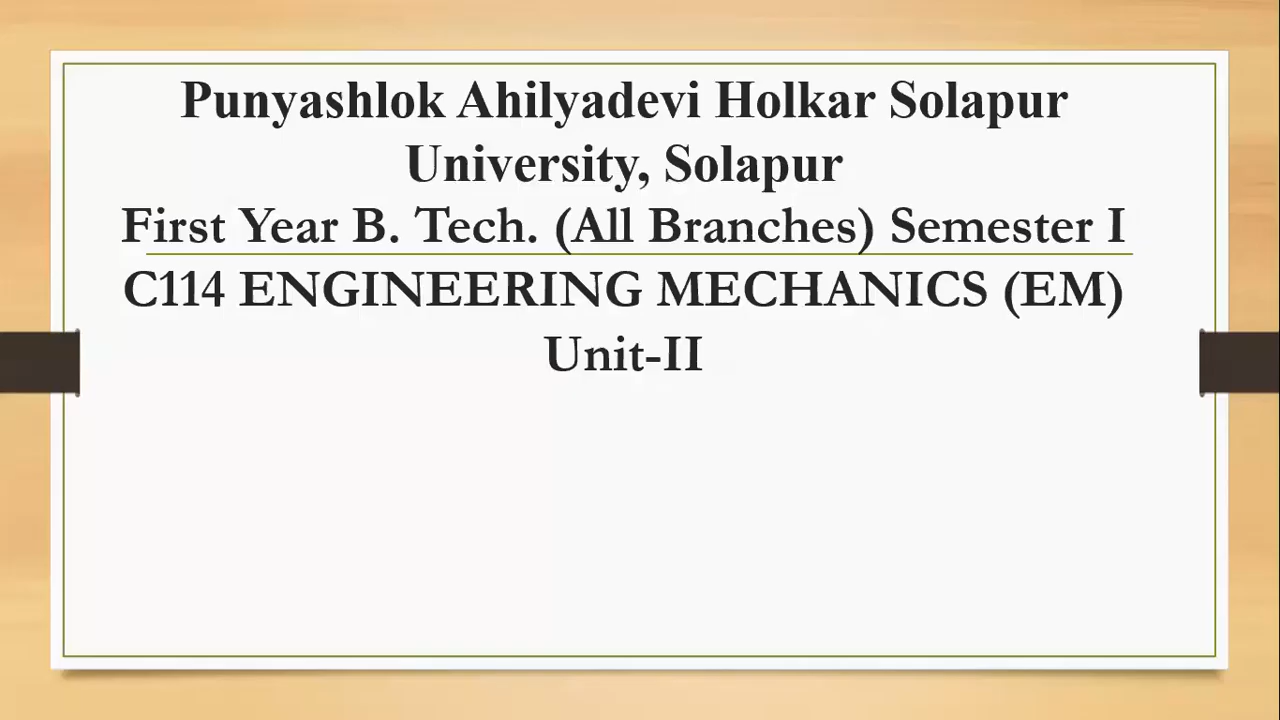 Punyashlok Ahilyadevi Holkar Solapur
University, Solapur
First Year B. Tech. (All Branches) Semester I
C114 ENGINEERING MECHANICS (EM)
Unit-II